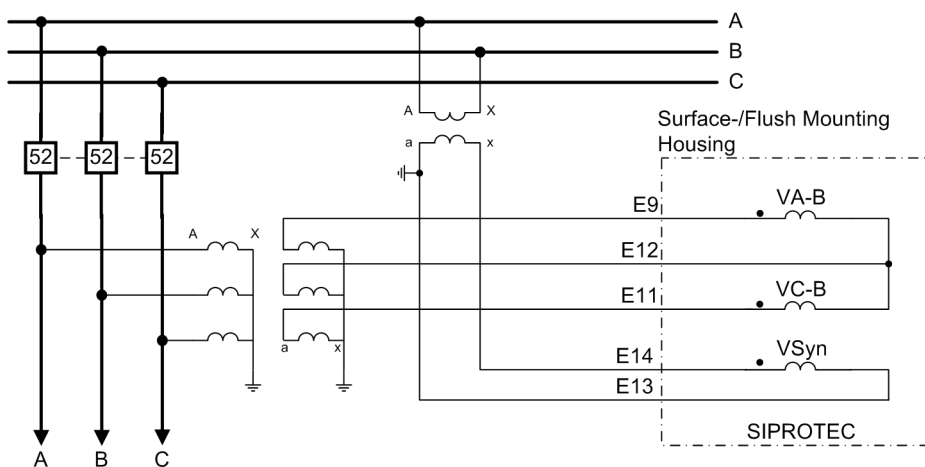 A
B
C
A X
Surface-/Flush Mounting
Housing
52 52 52
a x
E9 VA-B
A X
E12
E11 VC-B
a x
E14 VSyn
E13
SIPROTEC
A B C